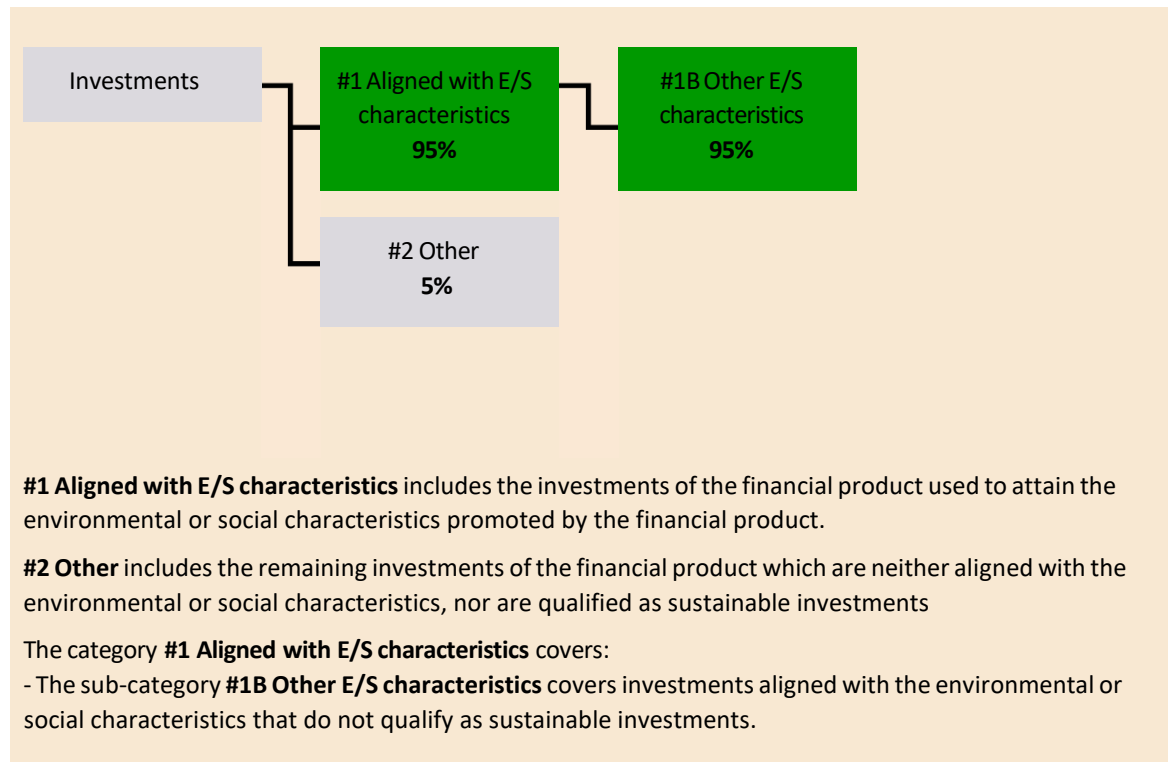 Investments
#1 Aligned with E/S
characteristics
95%
#1B Other E/S
characteristics
95%
#2 Other
5%
#1 Aligned with E/S characteristics includes the investments of the financial product used to attain the
environmental or social characteristics promoted by the financial product.
#2 Other includes the remaining investments of the financial product which are neither aligned with the
environmental or social characteristics, nor are qualified as sustainable investments
The category #1 Aligned with E/S characteristics covers:
- The sub-category #1B Other E/S characteristics covers investments aligned with the environmental or
social characteristics that do not qualify as sustainable investments.